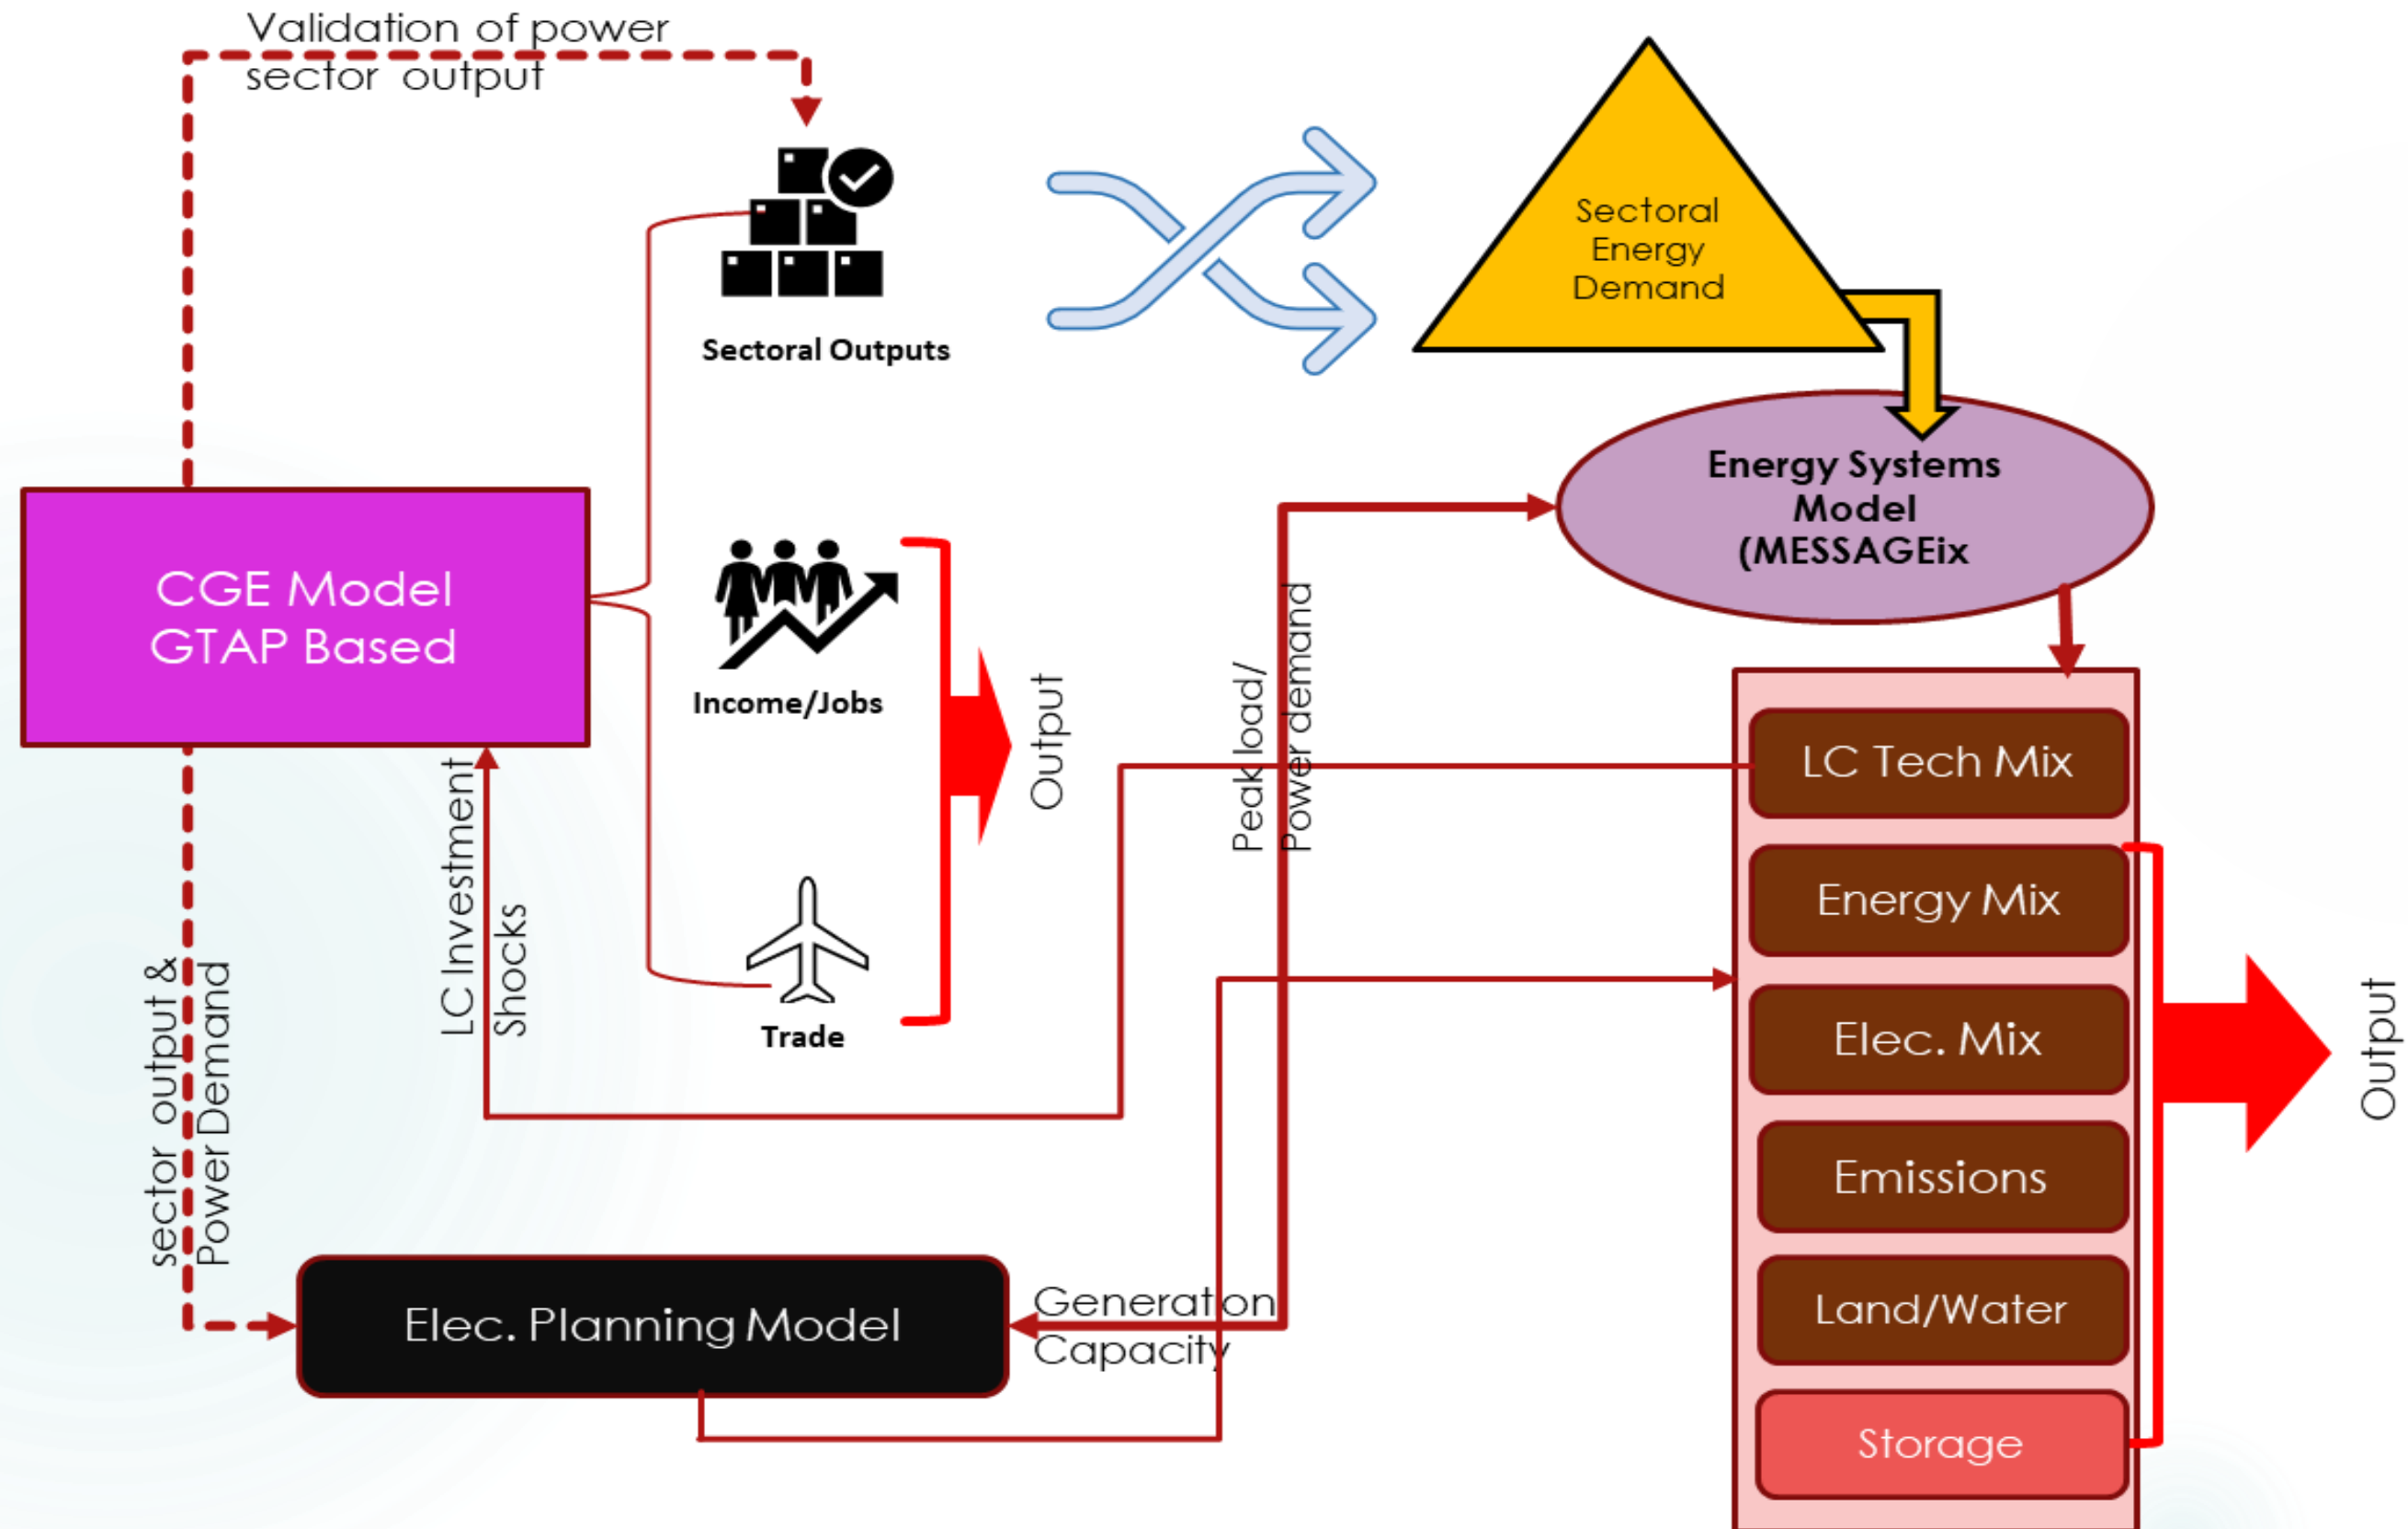 Validation of power
sector output
Sectoral Outputs
Sectoral
Energy
Demand
Energy Systems
Model
(MESSAGEix
CGE Model
GTAP Based
Income/Jobs
Output
Peak load/
Power demand
LC Tech Mix
Energy Mix
Elec. Mix
Emissions
Land/Water
Storage
Output
LC Investment
Shocks
Trade
sector output &
Power Demand
Elec. Planning Model
Generation
Capacity